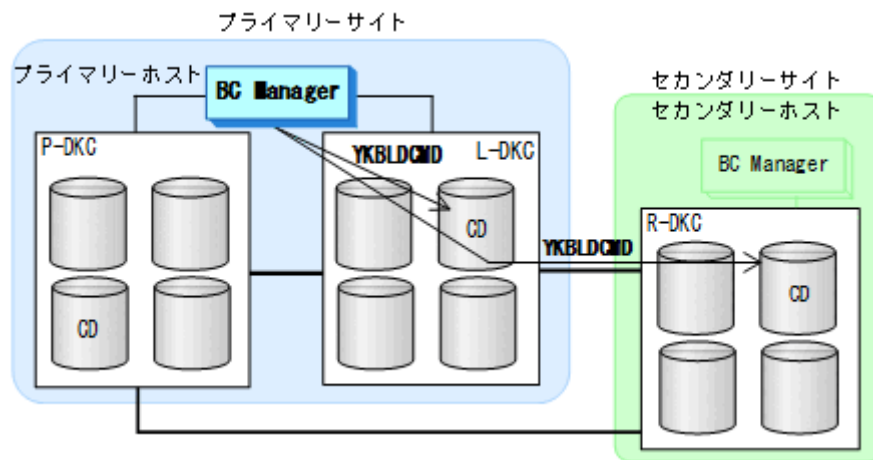 プライマリーサイト
プライマリーホスト
BC Manager
セカンダリーサイト
セカンダリーホスト
P-DKC
YKBLDCMD
L-DKC
BC Manager
CD
R-DKC
YKBLDCMD
CD
CD